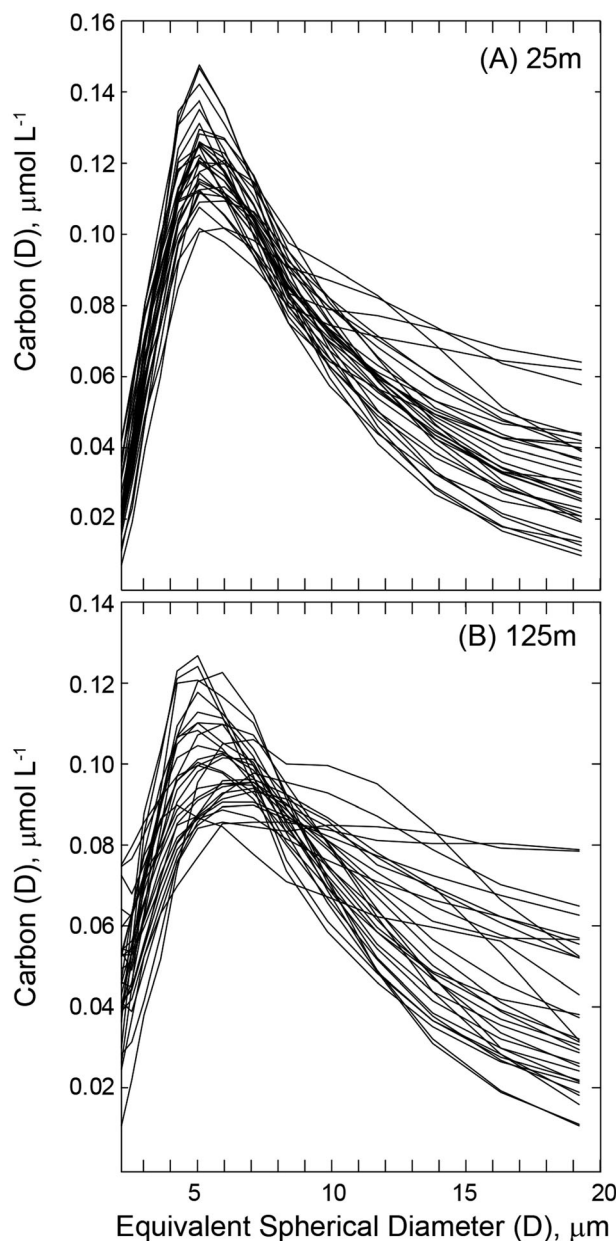 0.16
(A) 25m
0.14
0.12
0.10
0.08
0.06
0.04
0.02
Carbon (D), μmol L⁻¹
0.14
(B) 125m
0.12
0.10
0.08
0.06
0.04
0.02
Carbon (D), μmol L⁻¹
5 10 15 20
Equivalent Spherical Diameter (D), μm